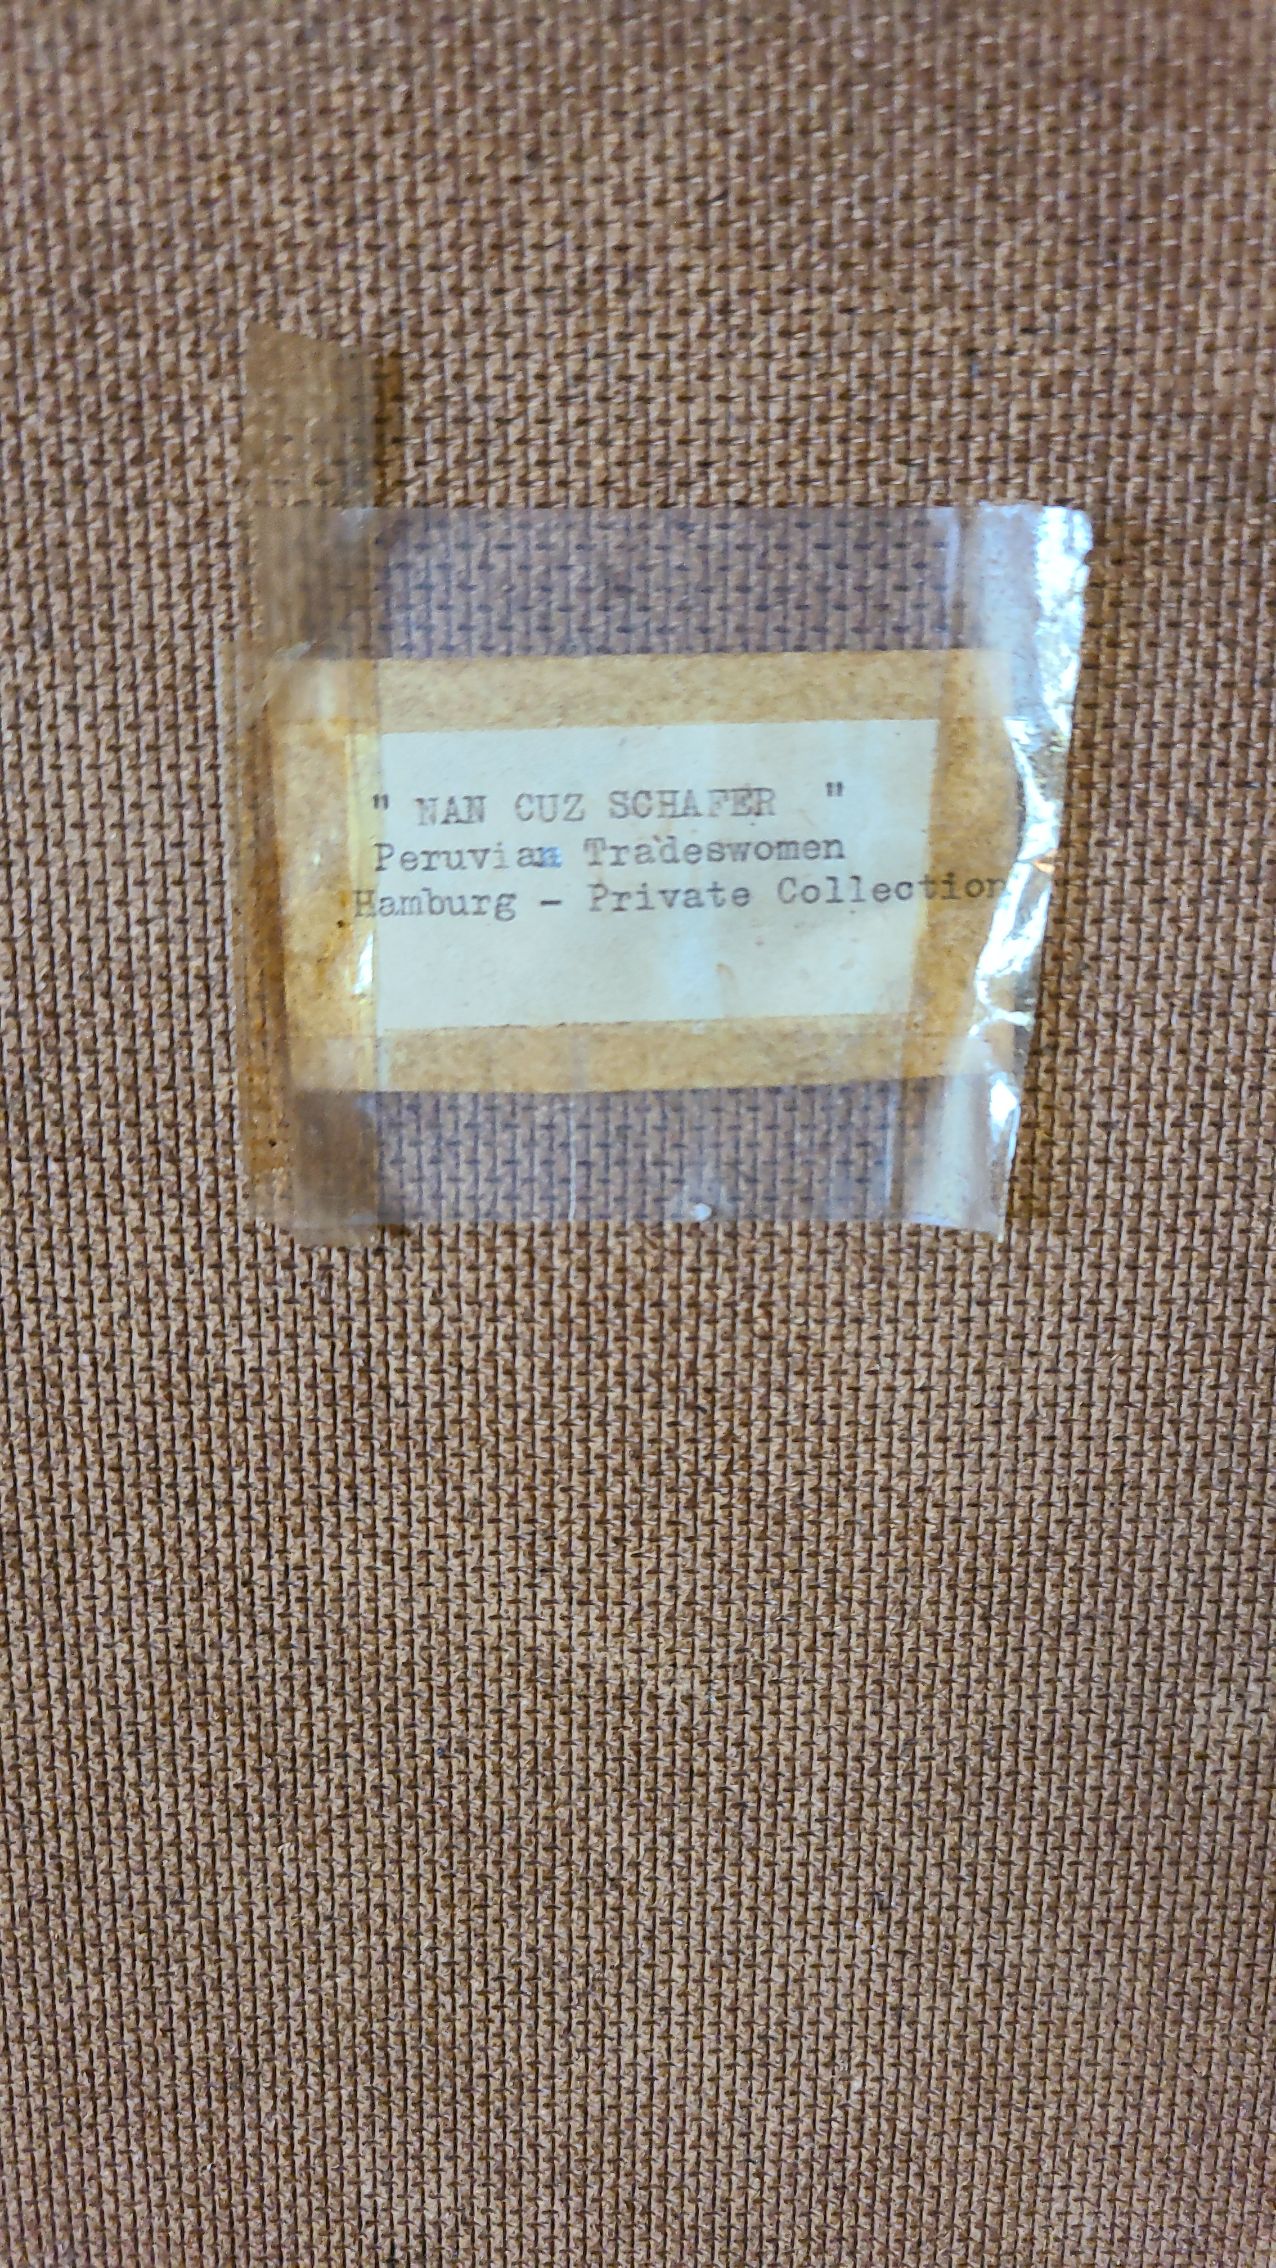 " NAN CUZ SCHAFER "
Peruvian Tradeswomen
Hamburg - Private Collection